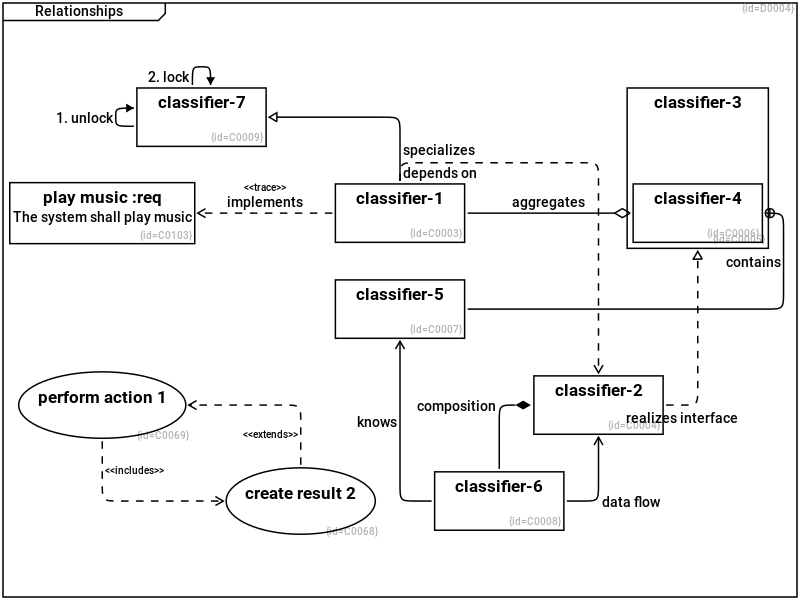 Relationships
{id=D0004}
2. lock
classifier-7
1. unlock
{id=C0009}
classifier-3
specializes
depends on
<<trace>>
implements
play music :req
The system shall play music
{id=C0103}
classifier-1
{id=C0003}
aggregates
classifier-4
{id=C0006}
{id=C0005}
contains
classifier-5
{id=C0007}
classifier-2
{id=C0004}
realizes interface
perform action 1
{id=C0069}
composition
knows
<<extends>>
<<includes>>
create result 2
{id=C0068}
classifier-6
{id=C0008}
data flow